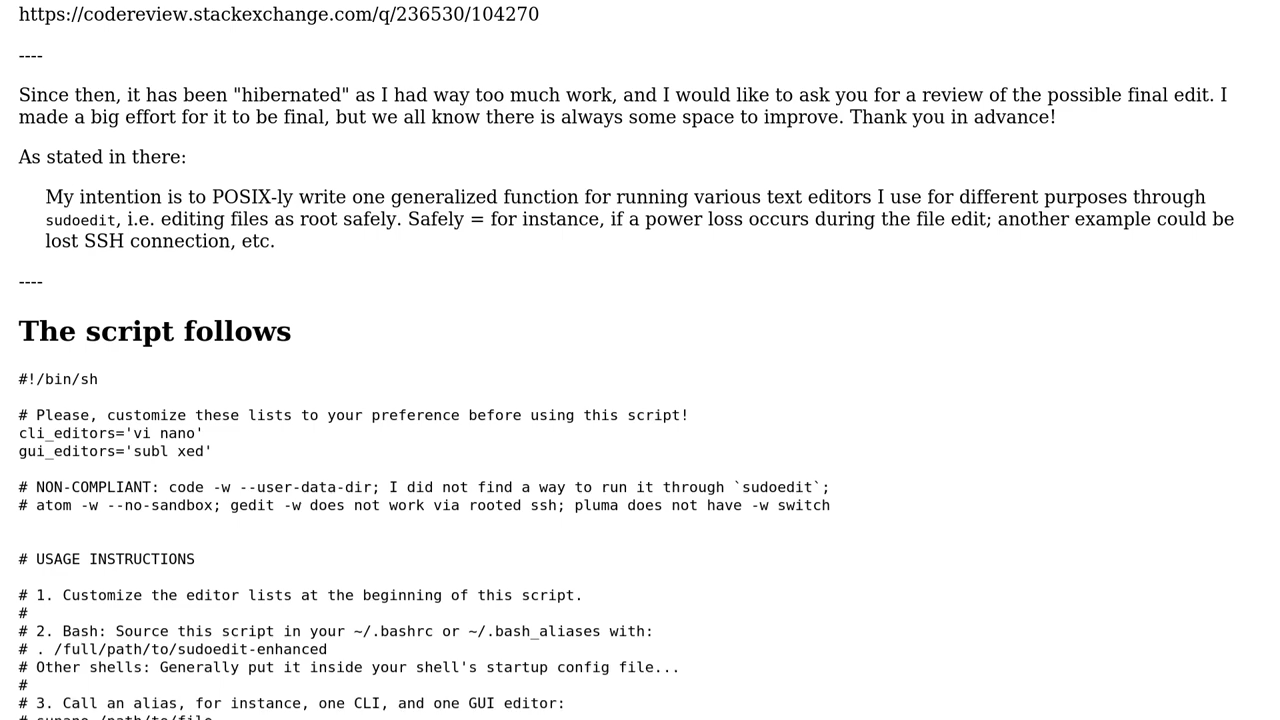 https://codereview.stackexchange.com/q/236530/104270
----
Since then, it has been "hibernated" as I had way too much work, and I would like to ask you for a review of the possible final edit. I
made a big effort for it to be final, but we all know there is always some space to improve. Thank you in advance!
As stated in there:
My intention is to POSIX-ly write one generalized function for running various text editors I use for different purposes through
sudoedit, i.e. editing files as root safely. Safely = for instance, if a power loss occurs during the file edit; another example could be
lost SSH connection, etc.
----
The script follows
#!/bin/sh
# Please, customize these lists to your preference before using this script!
cli_editors='vi nano'
gui_editors='subl xed'
# NON-COMPLIANT: code -w --user-data-dir; I did not find a way to run it through `sudoedit`;
# atom -w --no-sandbox; gedit -w does not work via rooted ssh; pluma does not have -w switch
# USAGE INSTRUCTIONS
# 1. Customize the editor lists at the beginning of this script.
#
# 2. Bash: Source this script in your ~/.bashrc or ~/.bash_aliases with:
# . /full/path/to/sudoedit-enhanced
# Other shells: Generally put it inside your shell's startup config file...
#
# 3. Call an alias, for instance, one CLI, and one GUI editor:
# sunano /path/to/file